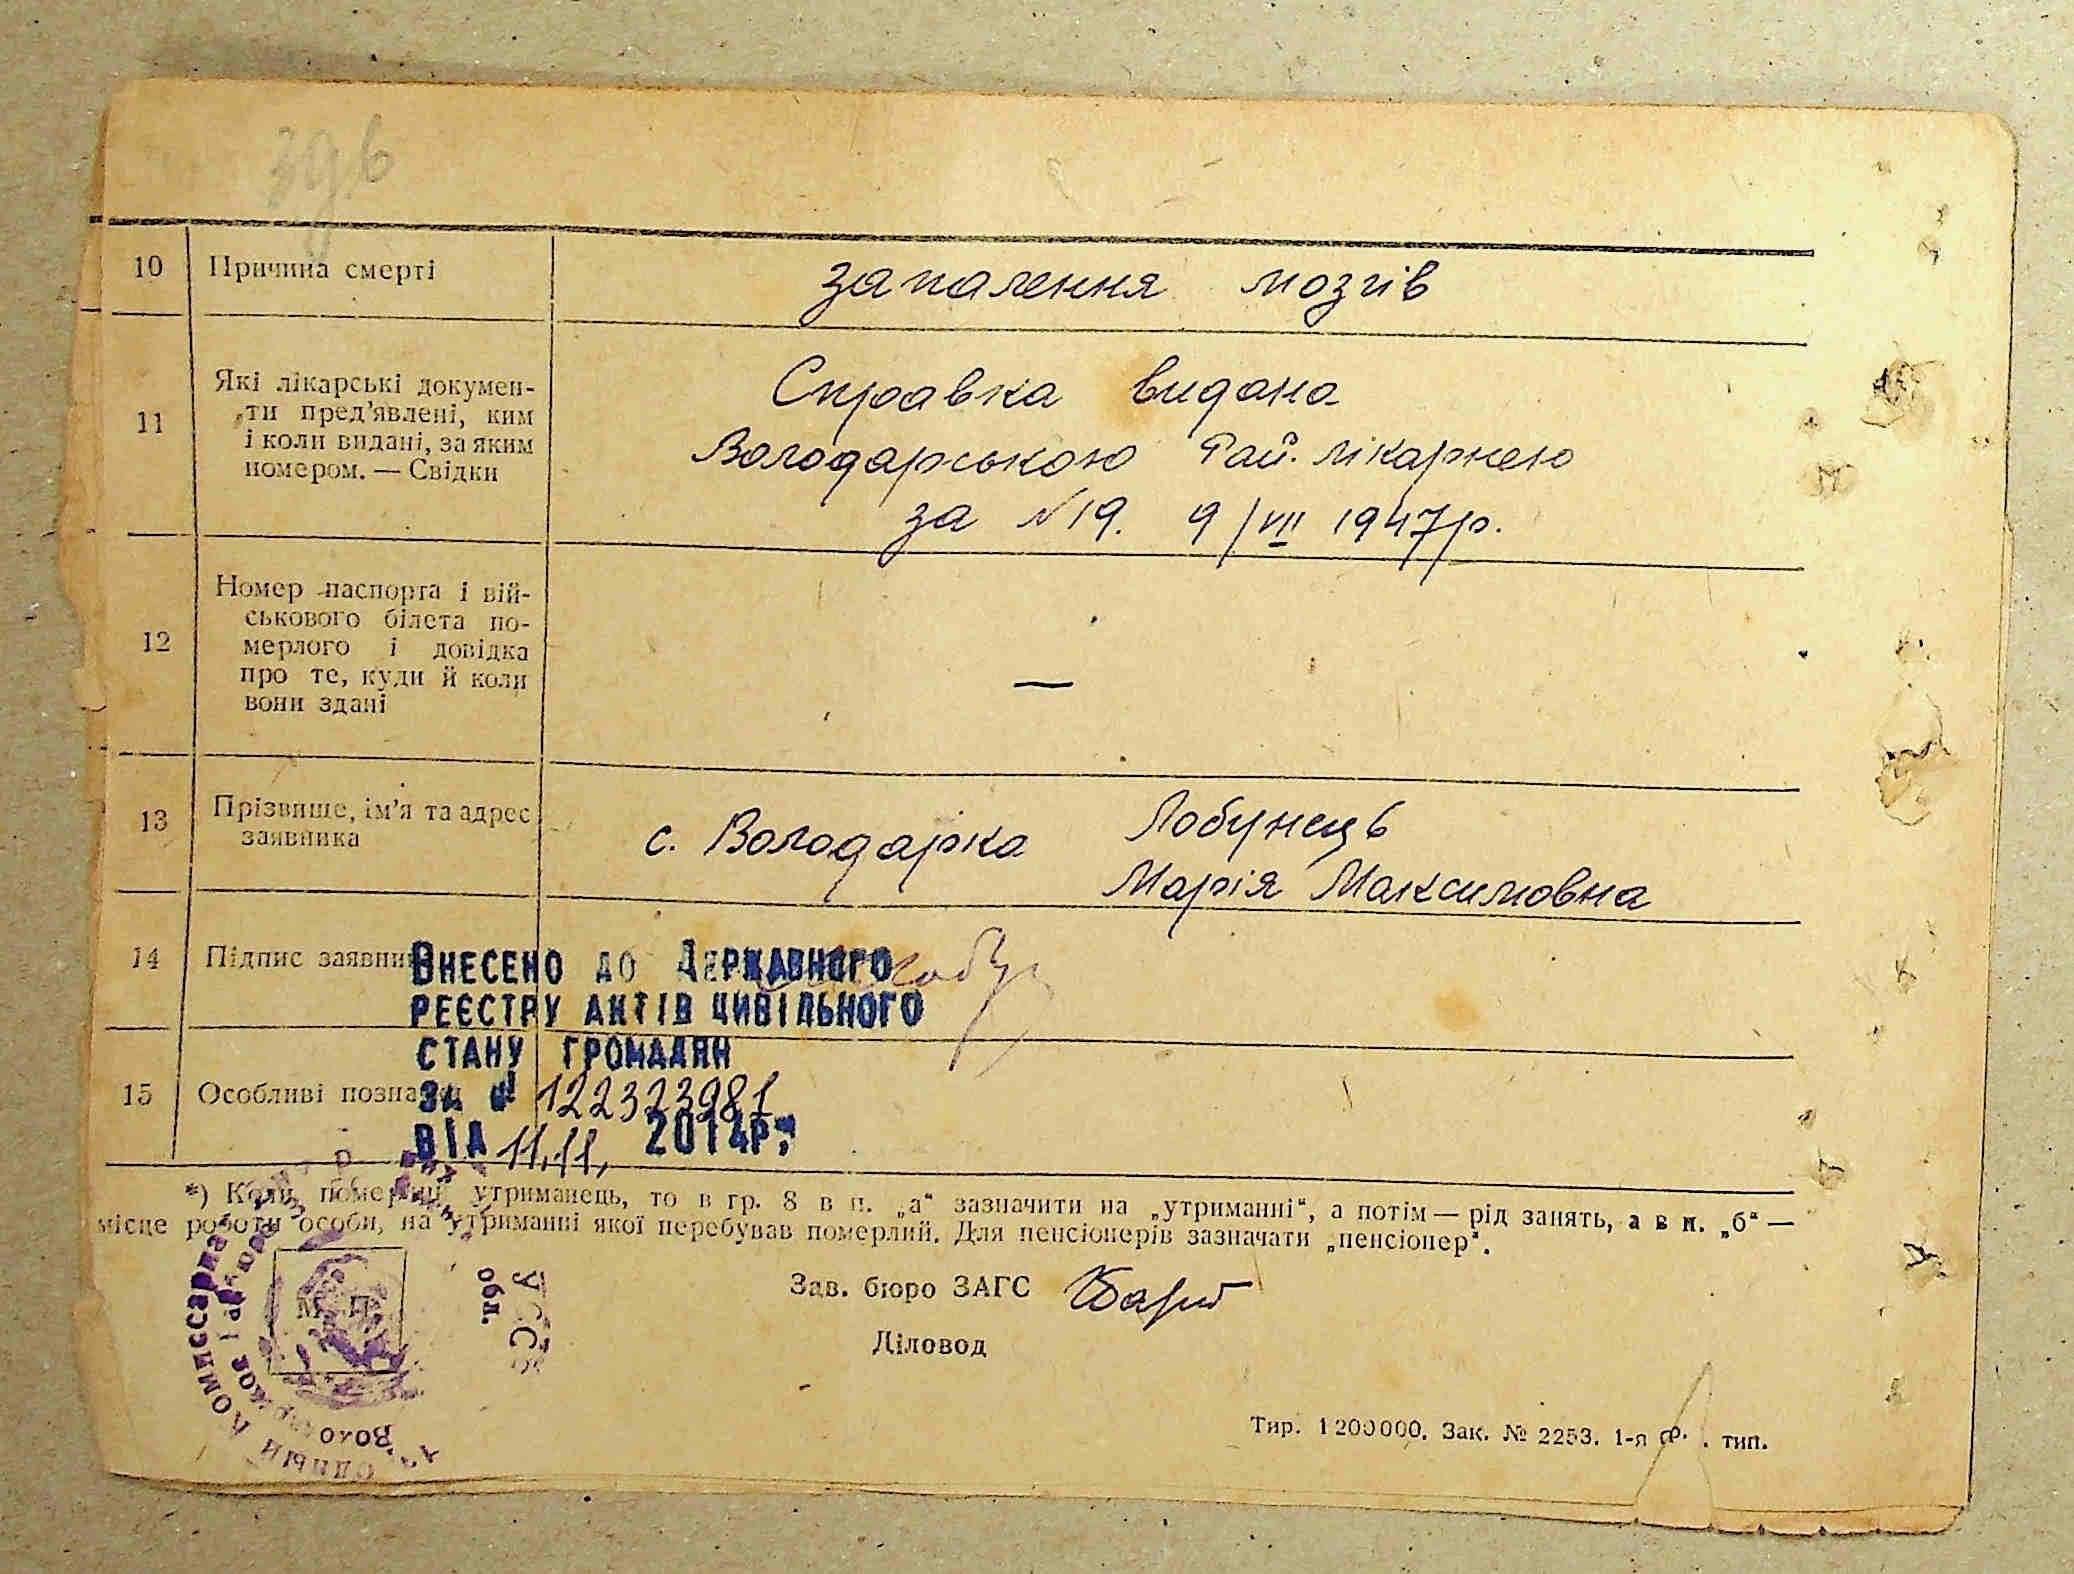 10 Причина смерті запалення мозгів
11 Які лікарські докумен-
ти пред'явлені, ким
і коли видані, за яким
номером. — Свідки
Справка видана
Володарською Рай. лікарнею
за N 19. 9/VII 1947р.
12 Номер паспорта і вій-
ськового білета по-
мерлого і довідка
про те, куди й коли
вони здані
—
13 Прізвище, ім'я та адрес
заявника
с. Володарка Лобунець
Марія Максимовна
14 Підпис заявни
ВНЕСЕНО ДО ДЕРЖАВНОГО
РЕЄСТРУ АКТІВ ЦИВІЛЬНОГО
СТАНУ ГРОМАДЯН
15 Особливі позна
ЗА № 122323981
ВІД 11.11. 2014р.
*) Коли померлий утриманець, то в гр. 8 в п. „а“ зазначити на „утриманні“, а потім — рід занять, а в п. „б“ —
місце роботи особи, на утриманні якої перебував померлий. Для пенсіонерів зазначати „пенсіонер“.
М. П.
обл.
Зав. бюро ЗАГС
Діловод
Тир. 1200000. Зак. № 2253. 1-я ф. тип.